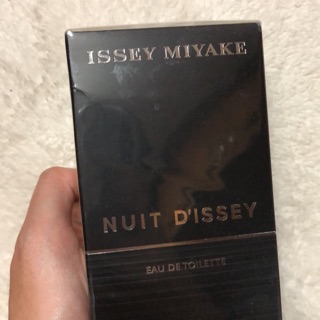 ISSEY MIYAKE
NUIT D'ISSEY
EAU DE TOILETTE